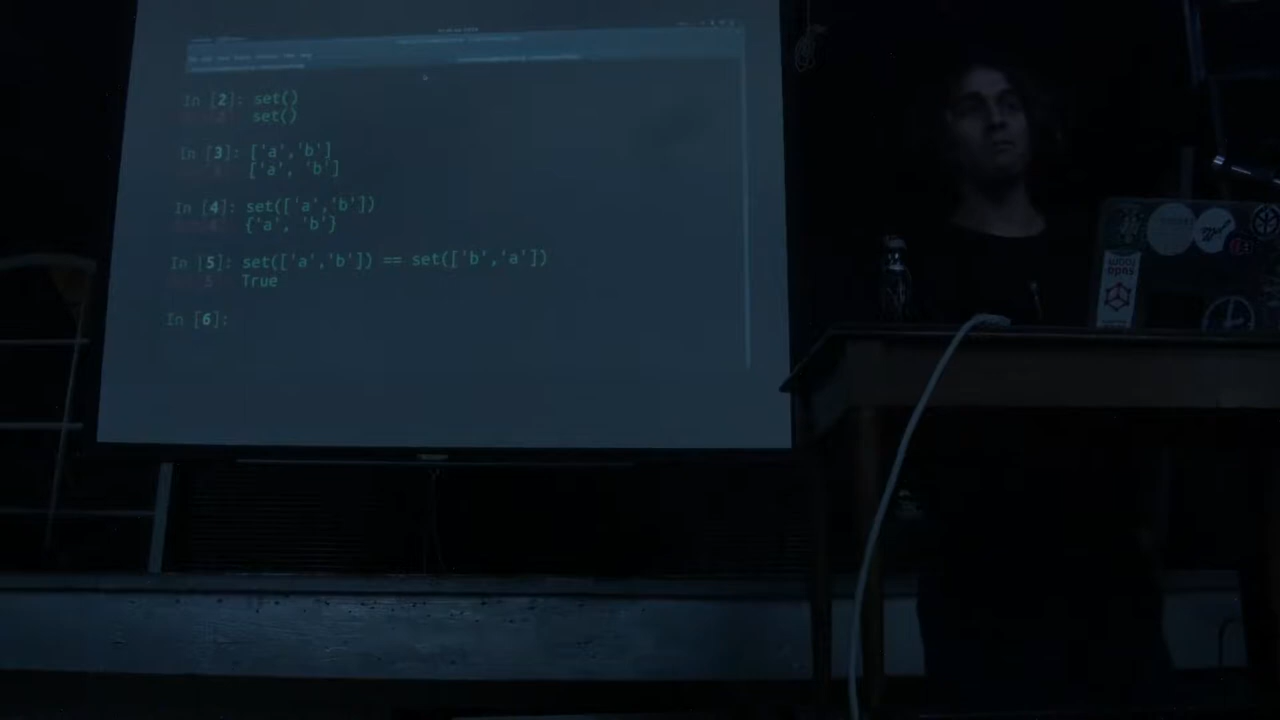 In [2]: set()
set()
In [3]: ['a','b']
['a', 'b']
In [4]: set(['a','b'])
{'a', 'b'}
In [5]: set(['a','b']) == set(['b','a'])
True
In [6]: